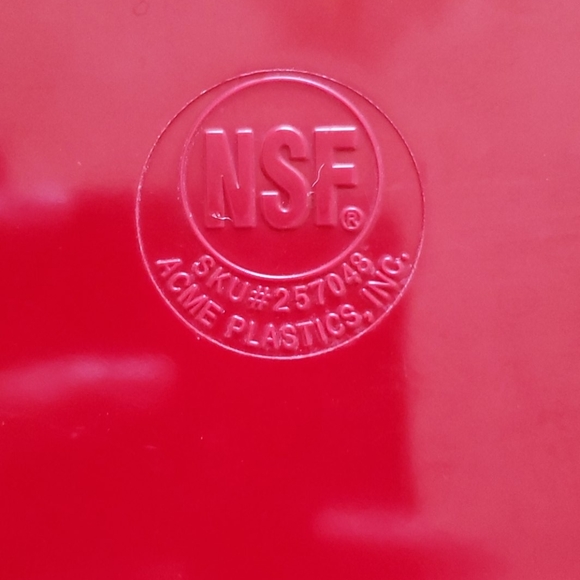 NSF®
SKU#257048
ACME PLASTICS, INC.